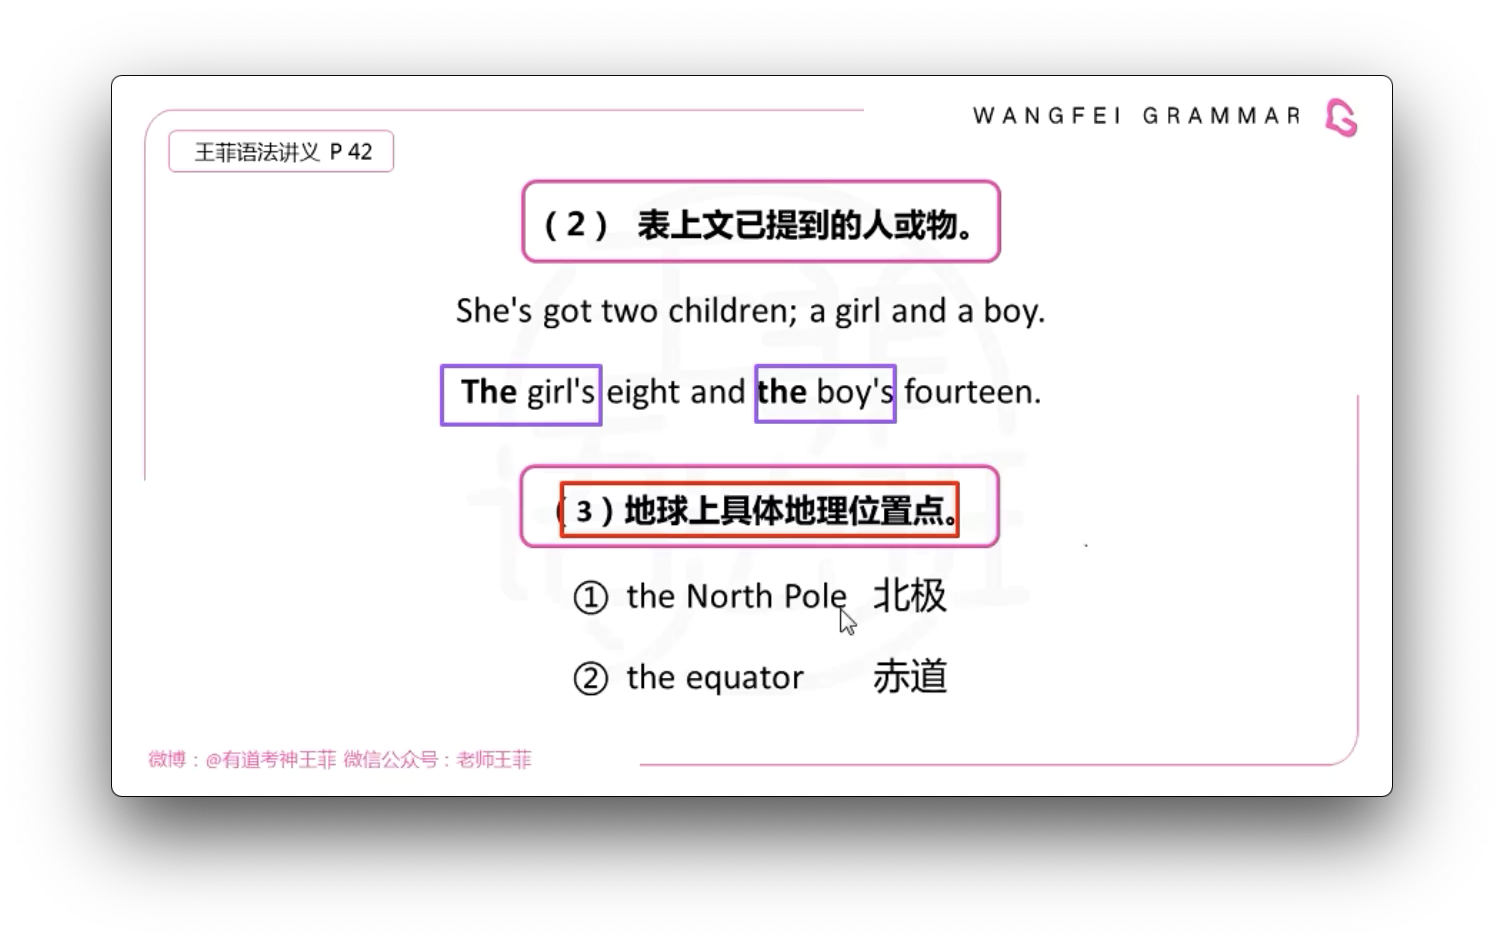 WANGFEI GRAMMAR
王菲语法讲义 P 42
（2） 表上文已提到的人或物。
She's got two children; a girl and a boy.
The girl's eight and the boy's fourteen.
（3）地球上具体地理位置点。
① the North Pole 北极
② the equator 赤道
微博：@有道考神王菲 微信公众号：老师王菲